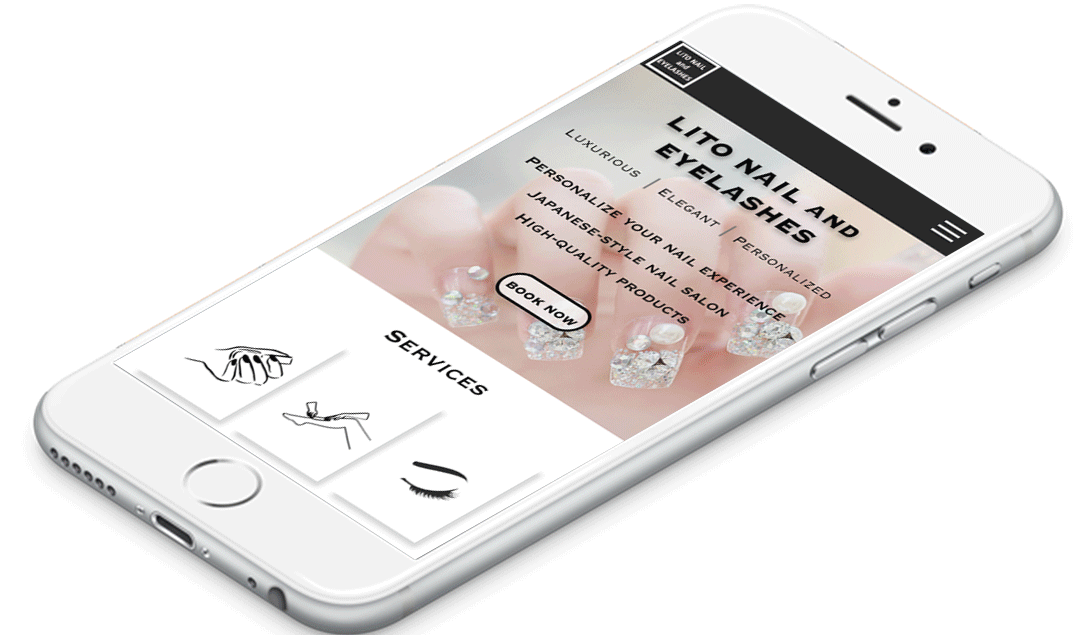 LITO NAIL
and
EYELASHES
LITO NAIL AND
EYELASHES
LUXURIOUS | ELEGANT | PERSONALIZED
PERSONALIZE YOUR NAIL EXPERIENCE
JAPANESE-STYLE NAIL SALON
HIGH-QUALITY PRODUCTS
BOOK NOW
SERVICES